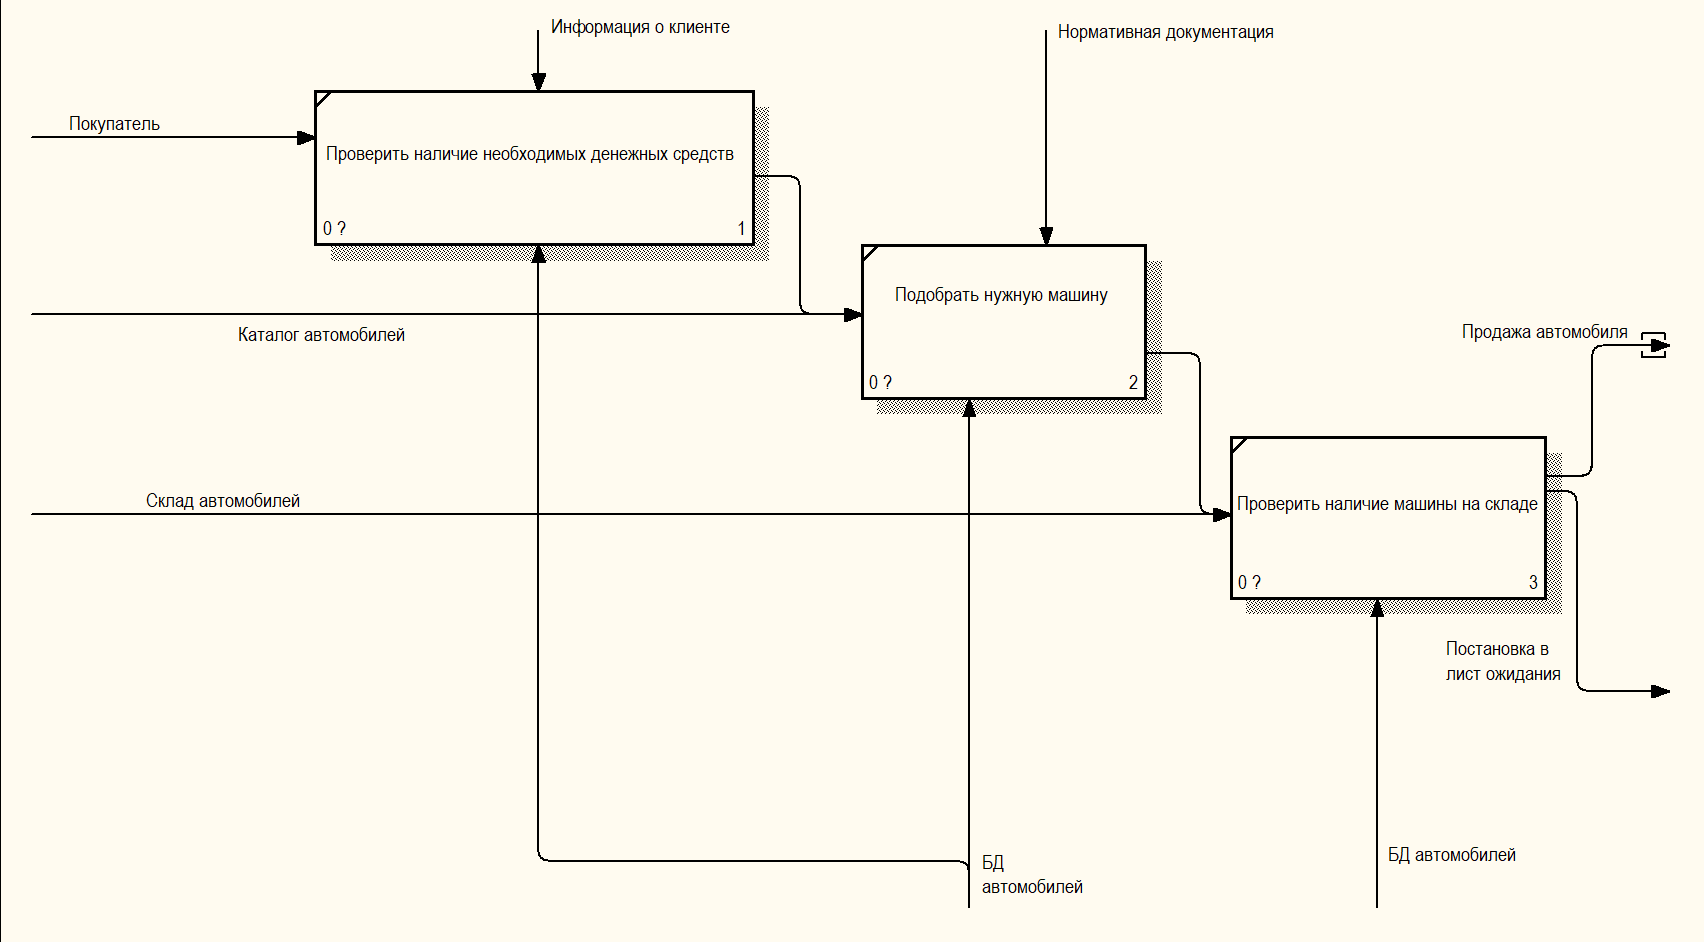 Информация о клиенте
Нормативная документация
Покупатель
Проверить наличие необходимых денежных средств
0 ?
1
Каталог автомобилей
Подобрать нужную машину
0 ?
2
Продажа автомобиля
Склад автомобилей
Проверить наличие машины на складе
0 ?
3
Постановка в
лист ожидания
БД
автомобилей
БД автомобилей